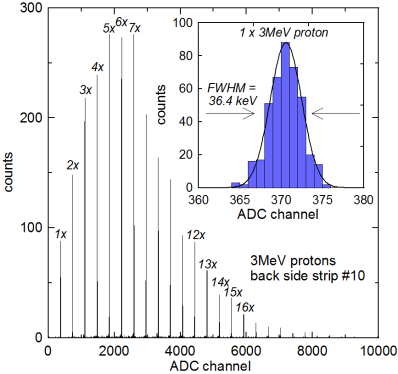 300
200
100
0
counts
0
2000
4000
6000
8000
10000
ADC channel
1x
2x
3x
4x
5x
6x
7x
12x
13x
14x
15x
16x
3MeV protons
back side strip #10
100
80
60
40
20
0
counts
360
365
370
375
380
ADC channel
1 x 3MeV proton
FWHM =
36.4 keV